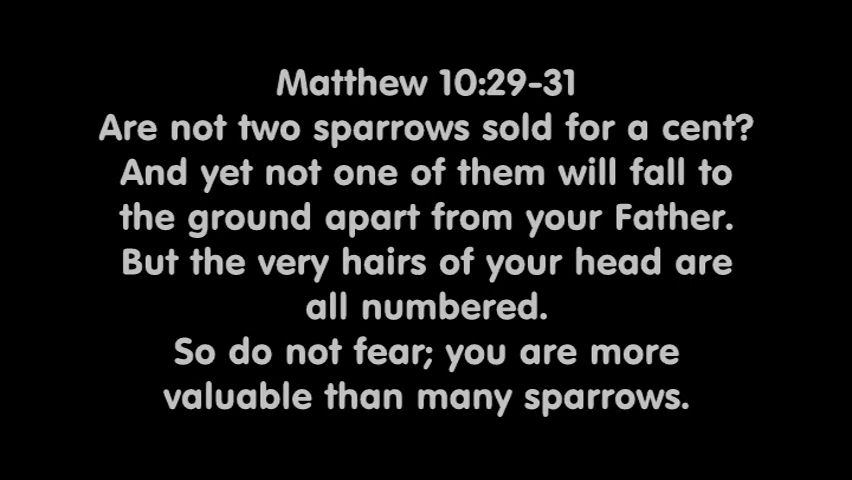 Matthew 10:29-31
Are not two sparrows sold for a cent?
And yet not one of them will fall to
the ground apart from your Father.
But the very hairs of your head are
all numbered.
So do not fear; you are more
valuable than many sparrows.